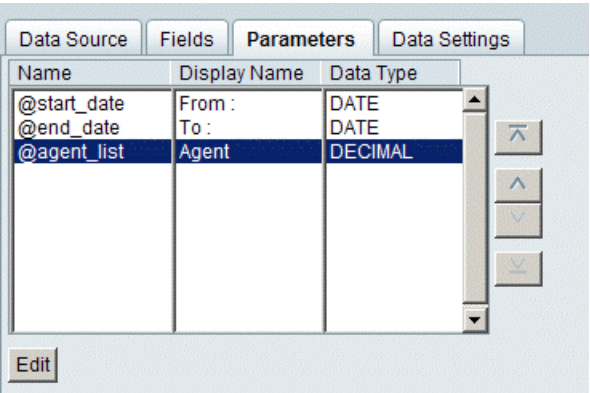 Data Source Fields Parameters Data Settings
Name Display Name Data Type
@start_date From : DATE
@end_date To : DATE
@agent_list Agent DECIMAL
Edit